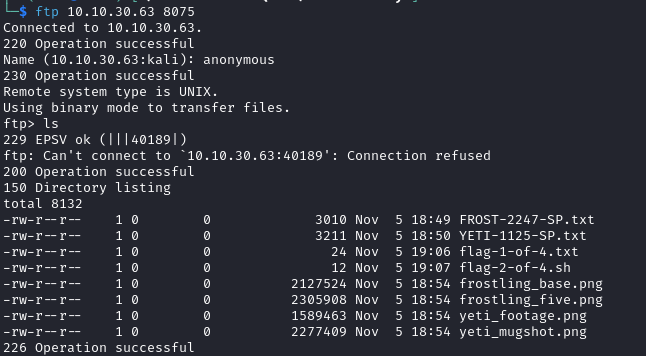 └─$ ftp 10.10.30.63 8075
Connected to 10.10.30.63.
220 Operation successful
Name (10.10.30.63:kali): anonymous
230 Operation successful
Remote system type is UNIX.
Using binary mode to transfer files.
ftp> ls
229 EPSV ok (|||40189|)
ftp: Can't connect to `10.10.30.63:40189': Connection refused
200 Operation successful
150 Directory listing
total 8132
-rw-r--r--    1 0        0             3010 Nov  5 18:49 FROST-2247-SP.txt
-rw-r--r--    1 0        0             3211 Nov  5 18:50 YETI-1125-SP.txt
-rw-r--r--    1 0        0               24 Nov  5 19:06 flag-1-of-4.txt
-rw-r--r--    1 0        0               12 Nov  5 19:07 flag-2-of-4.sh
-rw-r--r--    1 0        0          2127524 Nov  5 18:54 frostling_base.png
-rw-r--r--    1 0        0          2305908 Nov  5 18:54 frostling_five.png
-rw-r--r--    1 0        0          1589463 Nov  5 18:54 yeti_footage.png
-rw-r--r--    1 0        0          2277409 Nov  5 18:54 yeti_mugshot.png
226 Operation successful